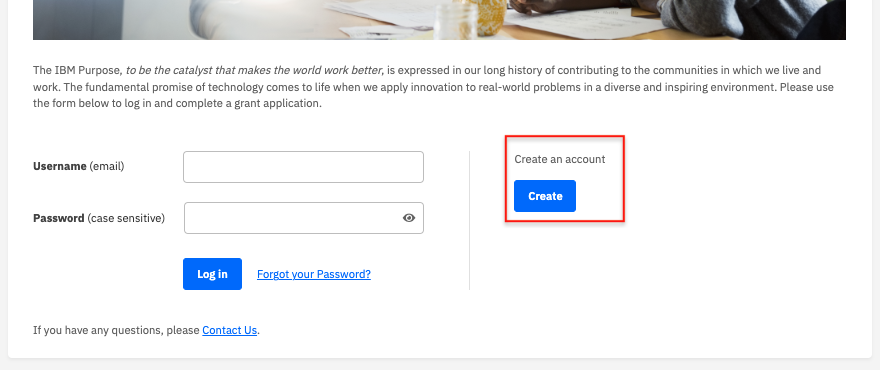 The IBM Purpose, to be the catalyst that makes the world work better, is expressed in our long history of contributing to the communities in which we live and
work. The fundamental promise of technology comes to life when we apply innovation to real-world problems in a diverse and inspiring environment. Please use
the form below to log in and complete a grant application.
Username (email)
Password (case sensitive)
Log in
Forgot your Password?
Create an account
Create
If you have any questions, please Contact Us.